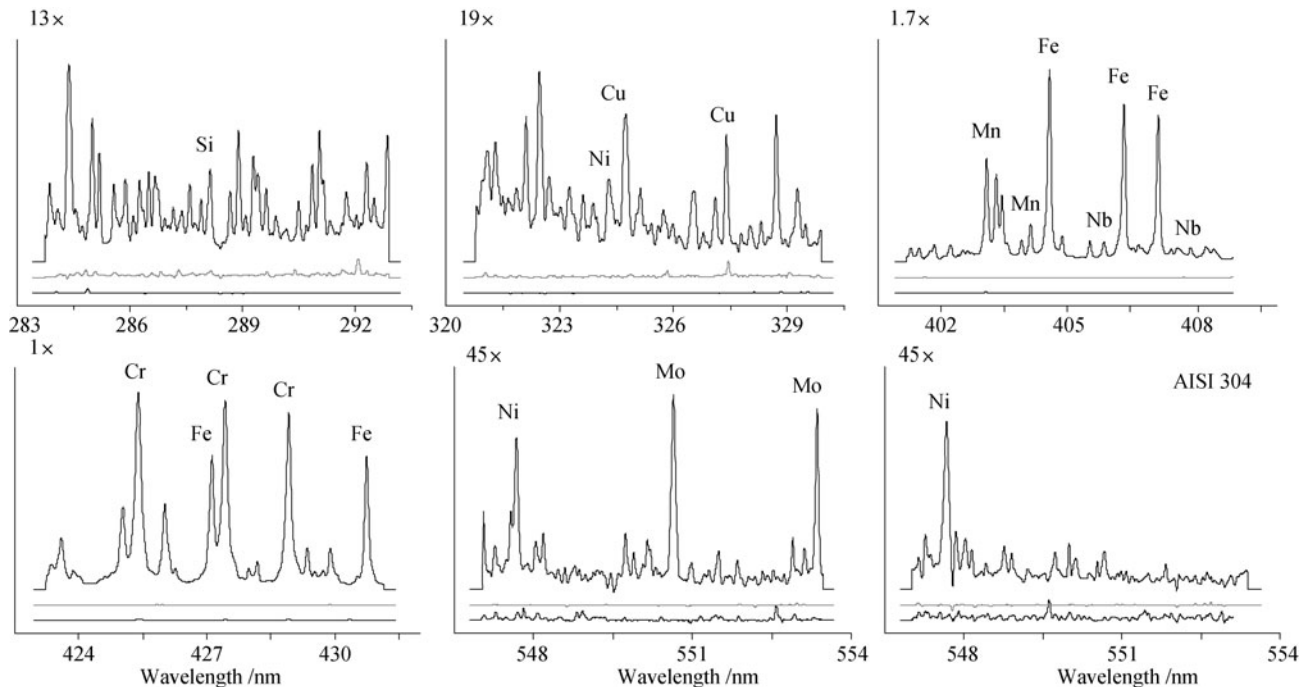 13×
Si
283 286 289 292
19×
Cu
Cu
Ni
320 323 326 329
1.7×
Fe
Fe
Fe
Mn
Mn
Nb
Nb
402 405 408
1×
Cr
Cr
Cr
Fe
Fe
424 427 430
Wavelength /nm
45×
Mo
Mo
Ni
548 551 554
Wavelength /nm
45×
AISI 304
Ni
548 551 554
Wavelength /nm